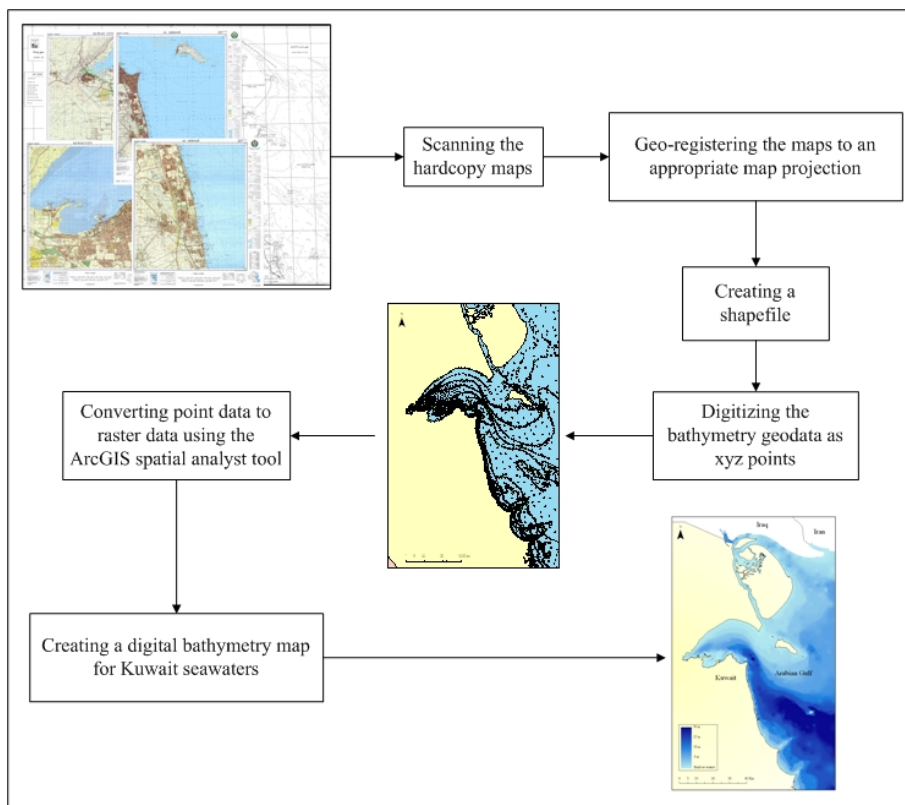 Scanning the
hardcopy maps
Geo-registering the maps to an
appropriate map projection
Creating a
shapefile
Digitizing the
bathymetry geodata as
xyz points
Converting point data to
raster data using the
ArcGIS spatial analyst tool
Creating a digital bathymetry map
for Kuwait seawaters
Iraq
Iran
Kuwait
Arabian Gulf